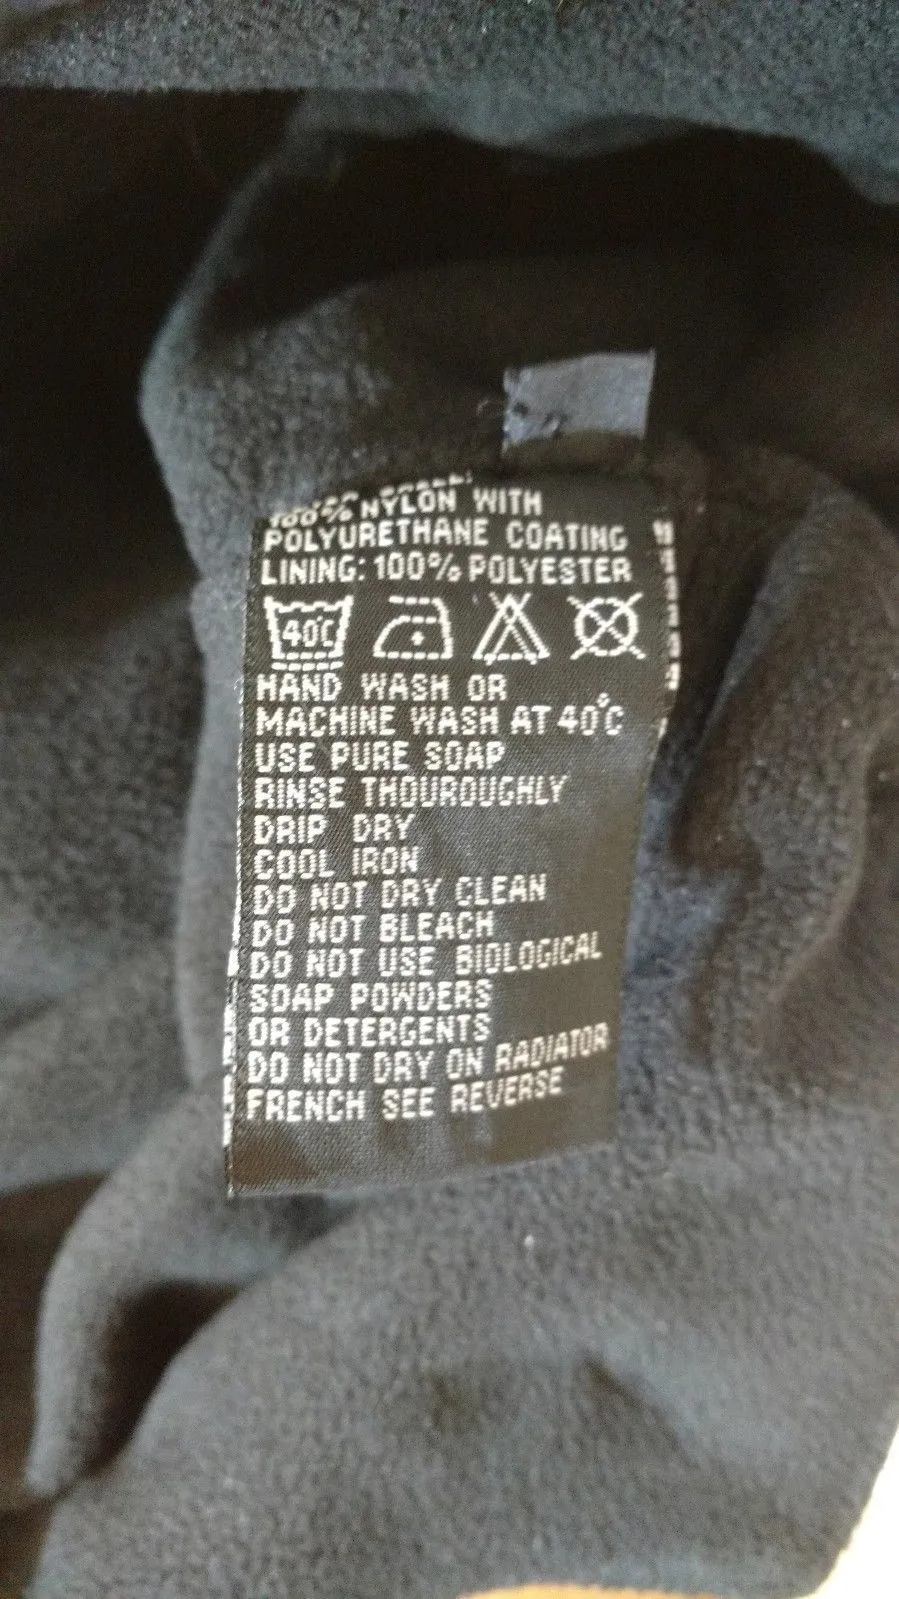 100% NYLON WITH
POLYURETHANE COATING
LINING: 100% POLYESTER
40°C
HAND WASH OR
MACHINE WASH AT 40°C
USE PURE SOAP
RINSE THOUROUGHLY
DRIP DRY
COOL IRON
DO NOT DRY CLEAN
DO NOT BLEACH
DO NOT USE BIOLOGICAL
SOAP POWDERS
OR DETERGENTS
DO NOT DRY ON RADIATOR
FRENCH SEE REVERSE